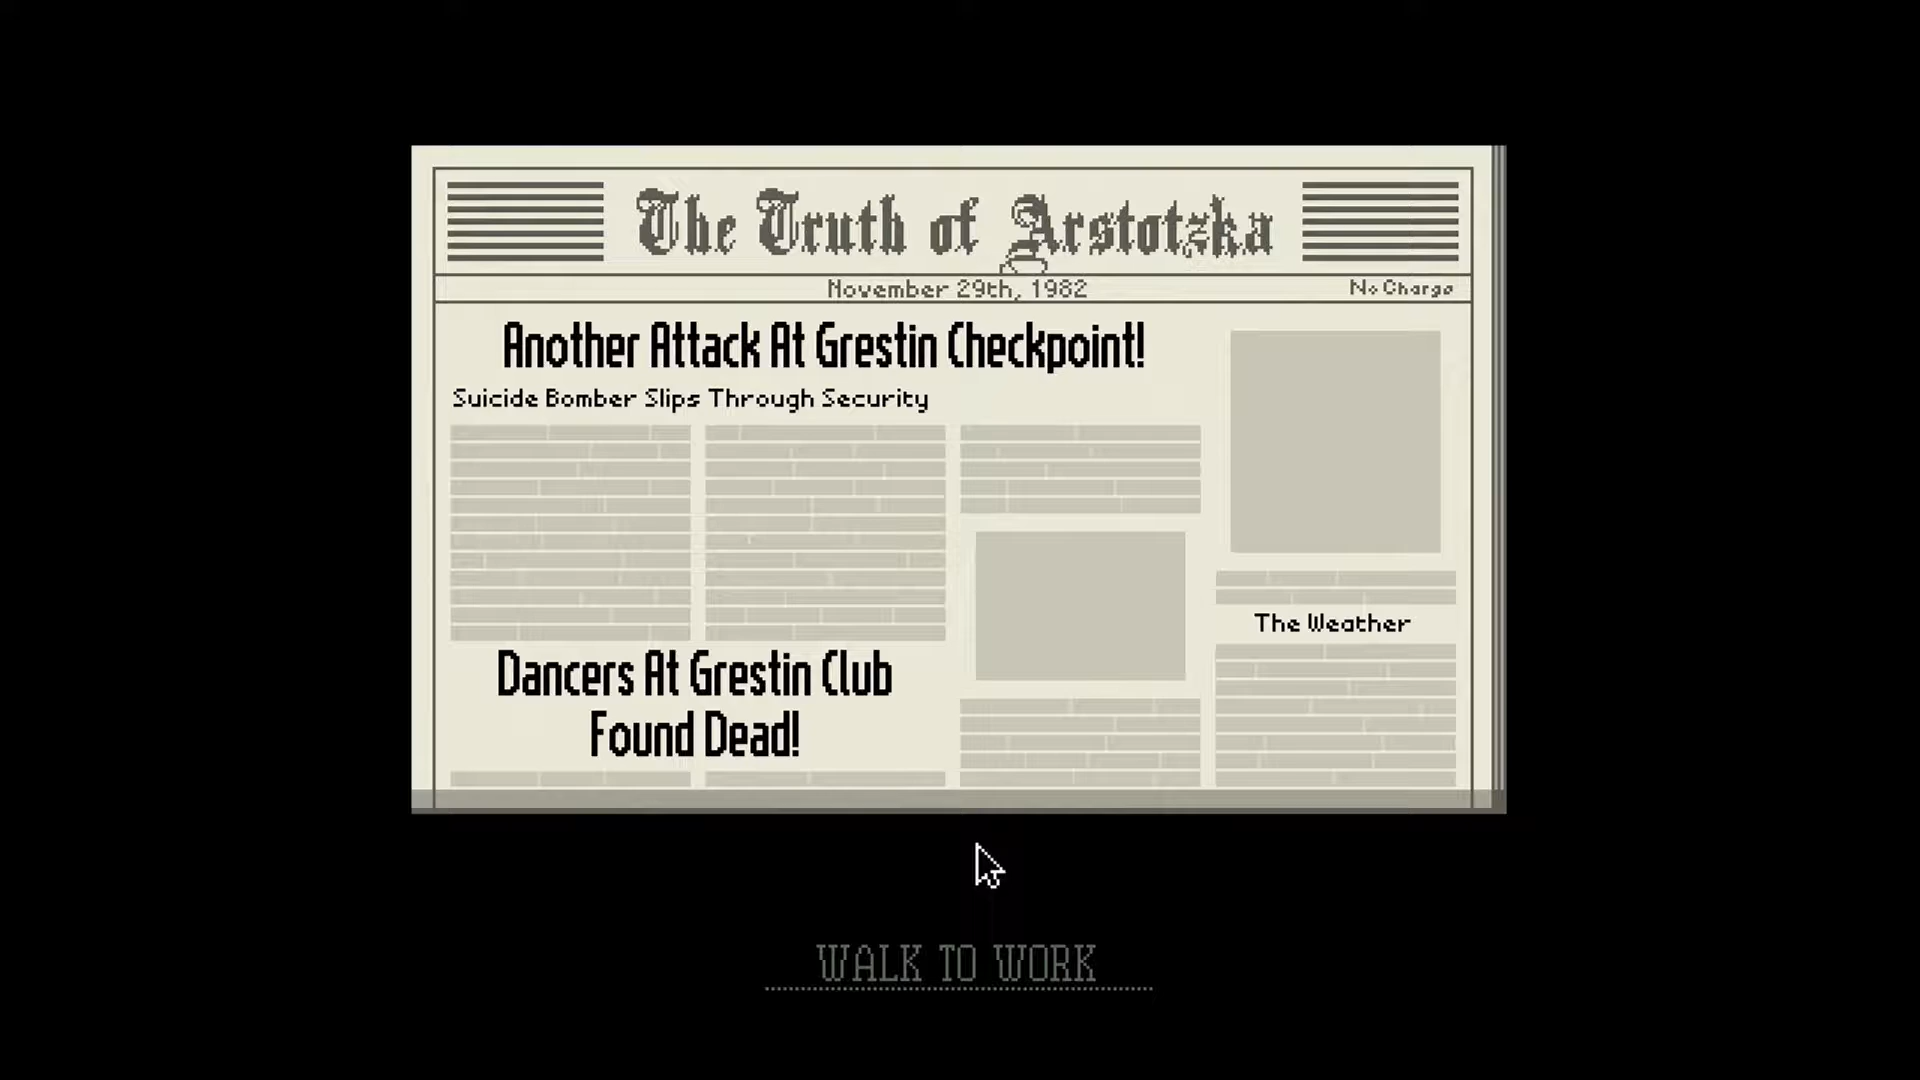 The Truth of Arstotzka
November 29th, 1982
No Charge
Another Attack At Grestin Checkpoint!
Suicide Bomber Slips Through Security
Dancers At Grestin Club
Found Dead!
The Weather
WALK TO WORK